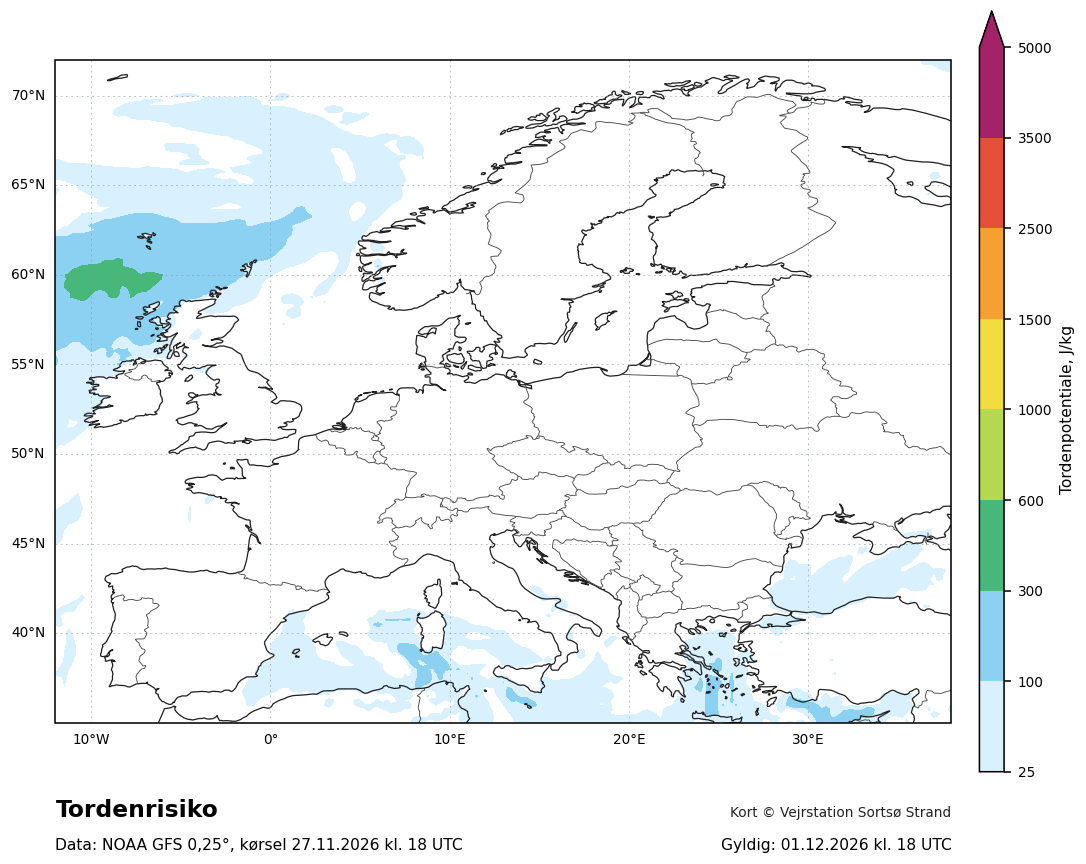 70°N
65°N
60°N
55°N
50°N
45°N
40°N
10°W
0°
10°E
20°E
30°E
5000
3500
2500
1500
1000
600
300
100
25
Tordenpotentiale, J/kg
Tordenrisiko
Kort © Vejrstation Sortsø Strand
Data: NOAA GFS 0,25°, kørsel 27.11.2026 kl. 18 UTC
Gyldig: 01.12.2026 kl. 18 UTC